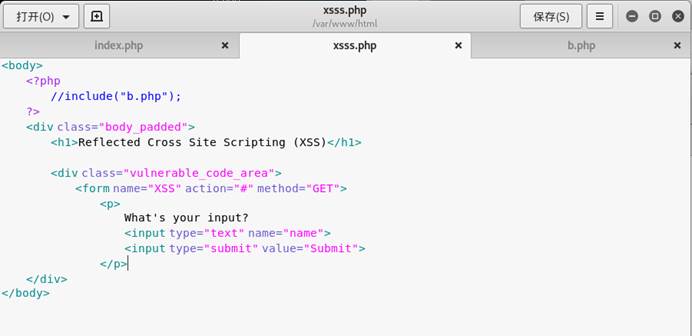 打开(O)
xsss.php
/var/www/html
保存(S)
index.php
xsss.php
b.php
<body>
<?php
//include("b.php");
?>
<div class="body_padded">
<h1>Reflected Cross Site Scripting (XSS)</h1>
<div class="vulnerable_code_area">
<form name="XSS" action="#" method="GET">
<p>
What's your input?
<input type="text" name="name">
<input type="submit" value="Submit">
</p>
</div>
</body>